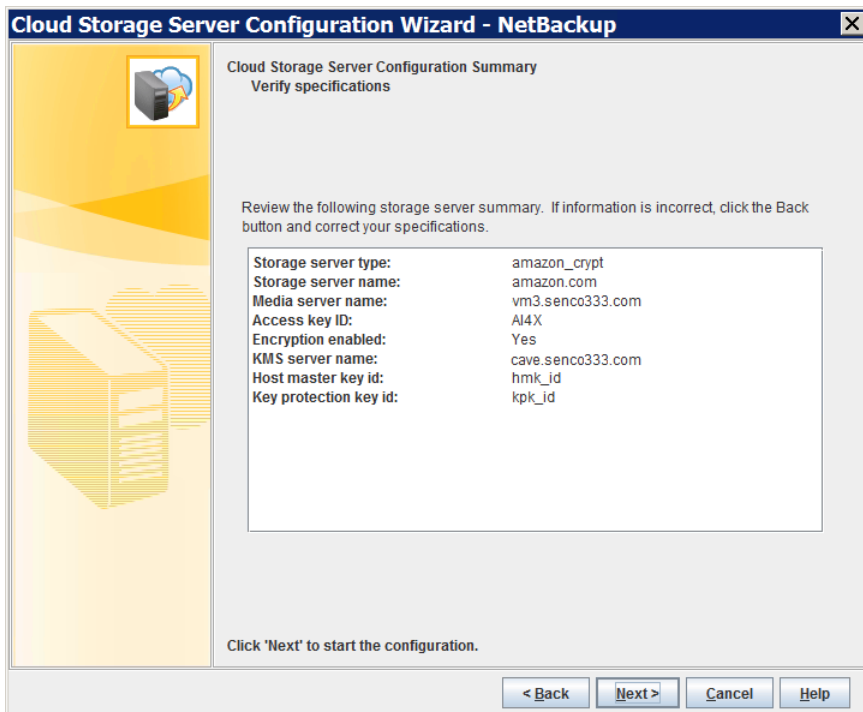 Cloud Storage Server Configuration Wizard - NetBackup
Cloud Storage Server Configuration Summary
Verify specifications
Review the following storage server summary. If information is incorrect, click the Back
button and correct your specifications.
Storage server type: amazon_crypt
Storage server name: amazon.com
Media server name: vm3.senco333.com
Access key ID: AI4X
Encryption enabled: Yes
KMS server name: cave.senco333.com
Host master key id: hmk_id
Key protection key id: kpk_id
Click 'Next' to start the configuration.
< Back Next > Cancel Help